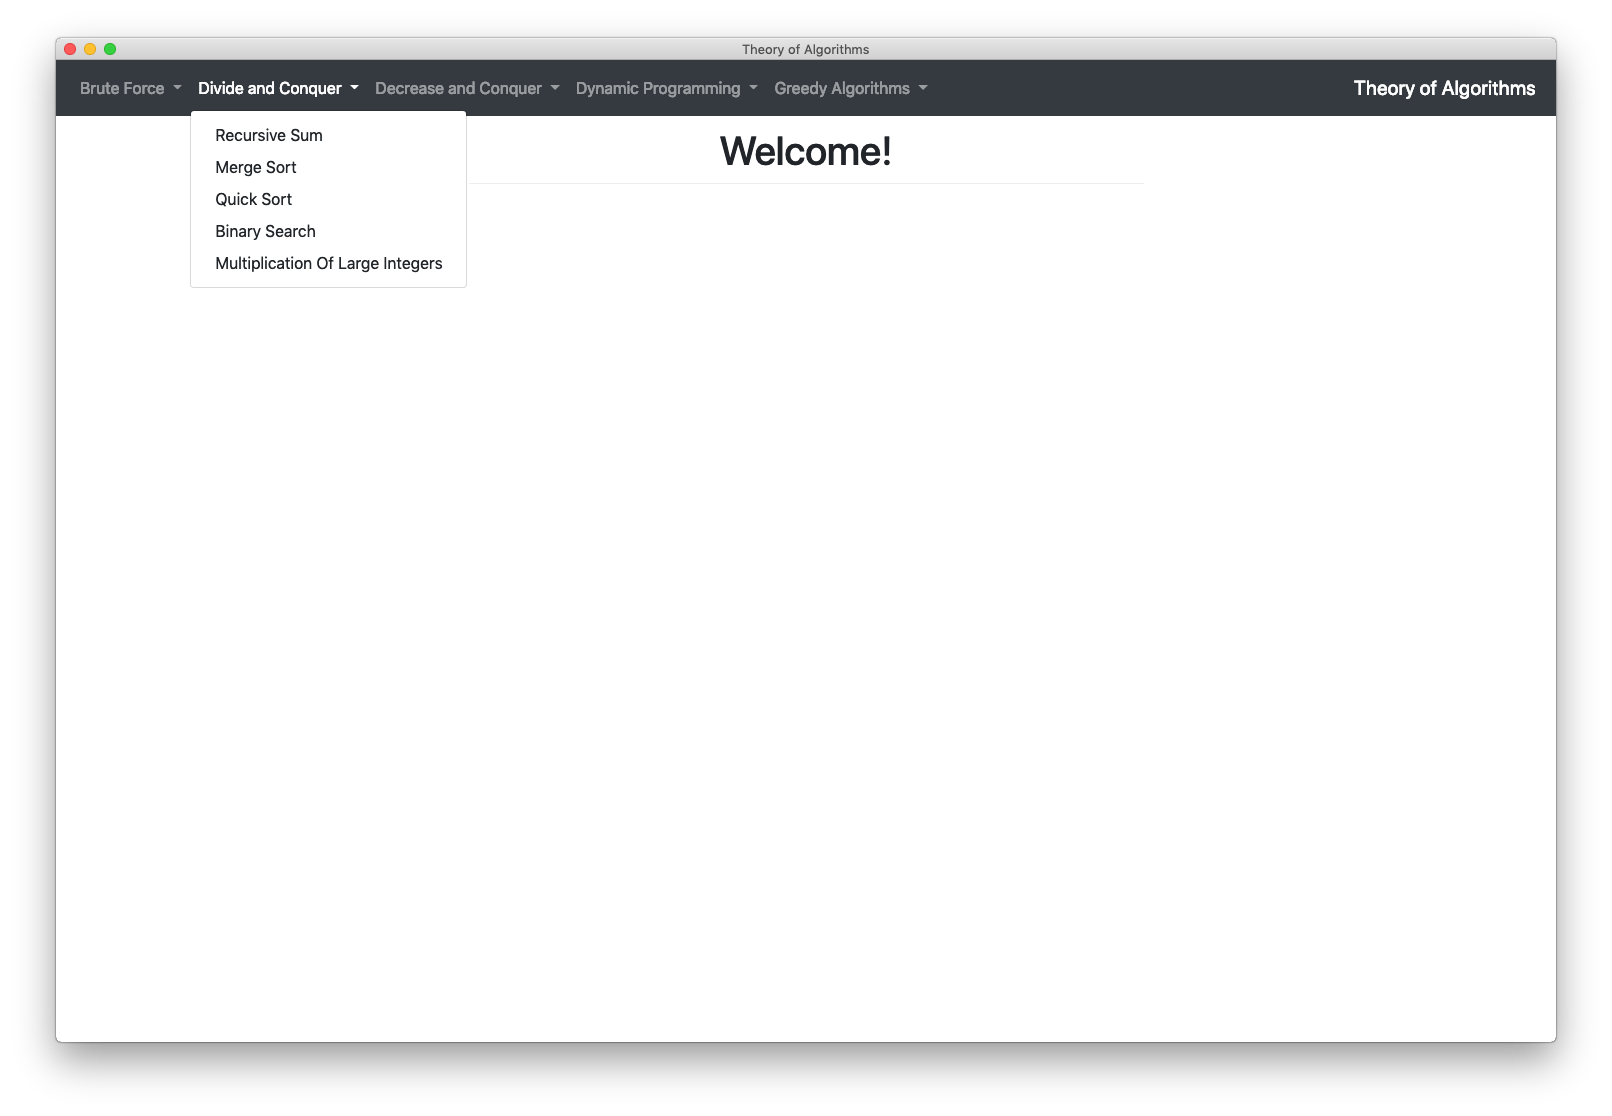 Theory of Algorithms
Brute Force Divide and Conquer Decrease and Conquer Dynamic Programming Greedy Algorithms Theory of Algorithms
Recursive Sum
Merge Sort
Quick Sort
Binary Search
Multiplication Of Large Integers
Welcome!